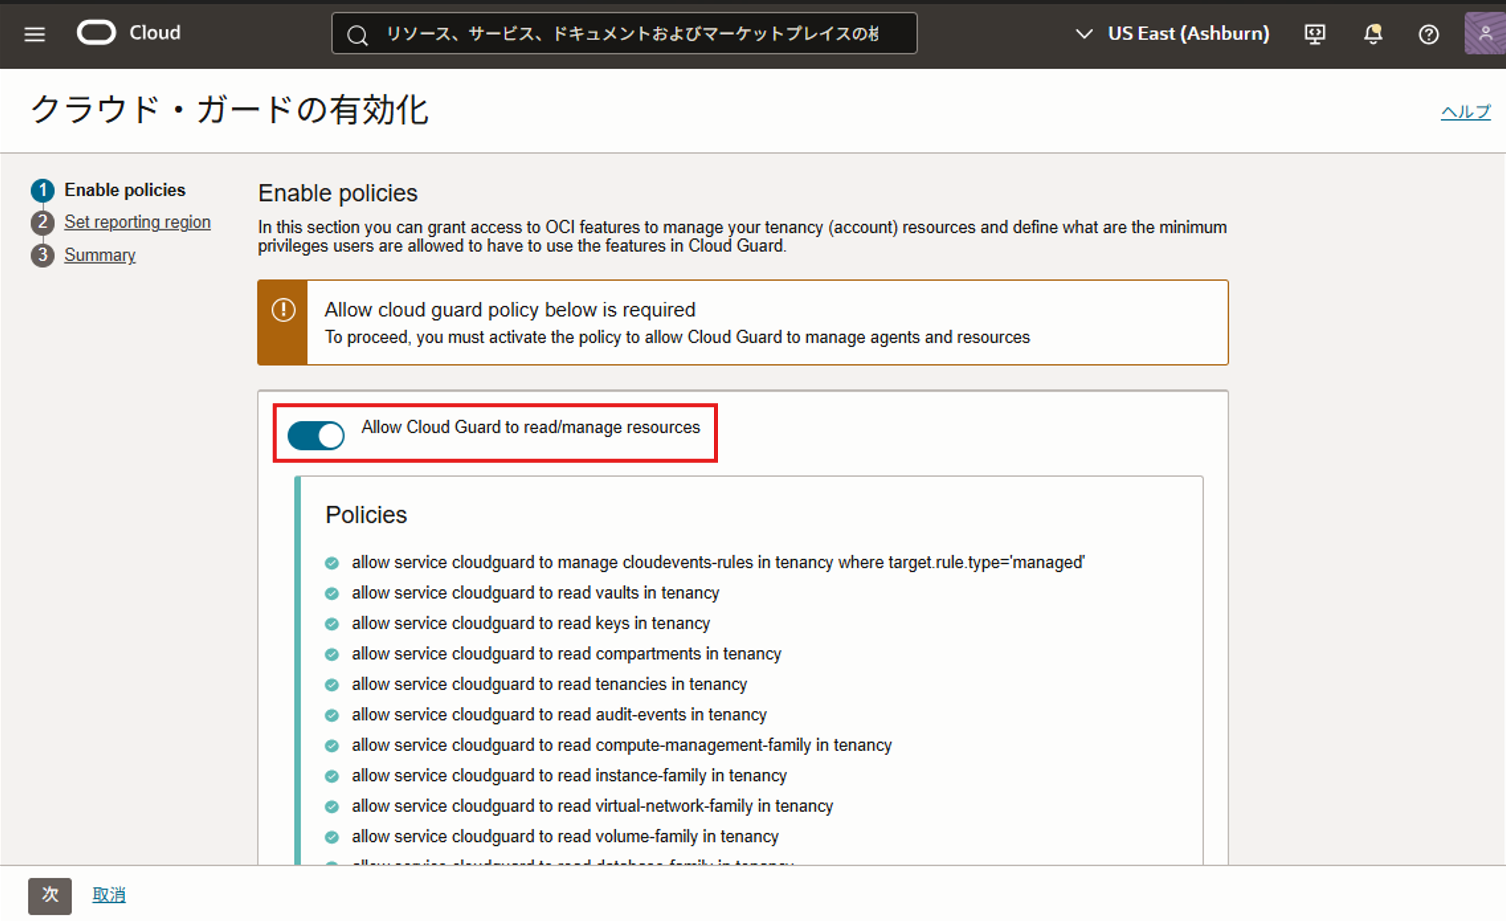 Cloud
リソース、サービス、ドキュメントおよびマーケットプレイスの検
US East (Ashburn)
クラウド・ガードの有効化
ヘルプ
1 Enable policies
2 Set reporting region
3 Summary
Enable policies
In this section you can grant access to OCI features to manage your tenancy (account) resources and define what are the minimum
privileges users are allowed to have to use the features in Cloud Guard.
Allow cloud guard policy below is required
To proceed, you must activate the policy to allow Cloud Guard to manage agents and resources
Allow Cloud Guard to read/manage resources
Policies
allow service cloudguard to manage cloudevents-rules in tenancy where target.rule.type='managed'
allow service cloudguard to read vaults in tenancy
allow service cloudguard to read keys in tenancy
allow service cloudguard to read compartments in tenancy
allow service cloudguard to read tenancies in tenancy
allow service cloudguard to read audit-events in tenancy
allow service cloudguard to read compute-management-family in tenancy
allow service cloudguard to read instance-family in tenancy
allow service cloudguard to read virtual-network-family in tenancy
allow service cloudguard to read volume-family in tenancy
allow service cloudguard to read database-family in tenancy
次
取消